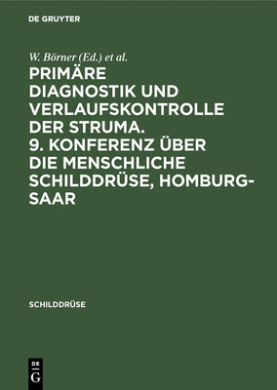 DE GRUYTER
W. Börner (Ed.) et al.
PRIMÄRE
DIAGNOSTIK UND
VERLAUFSKONTROLLE
DER STRUMA.
9. KONFERENZ ÜBER
DIE MENSCHLICHE
SCHILDDRÜSE, HOMBURG-
SAAR
SCHILDDRÜSE
DE
G